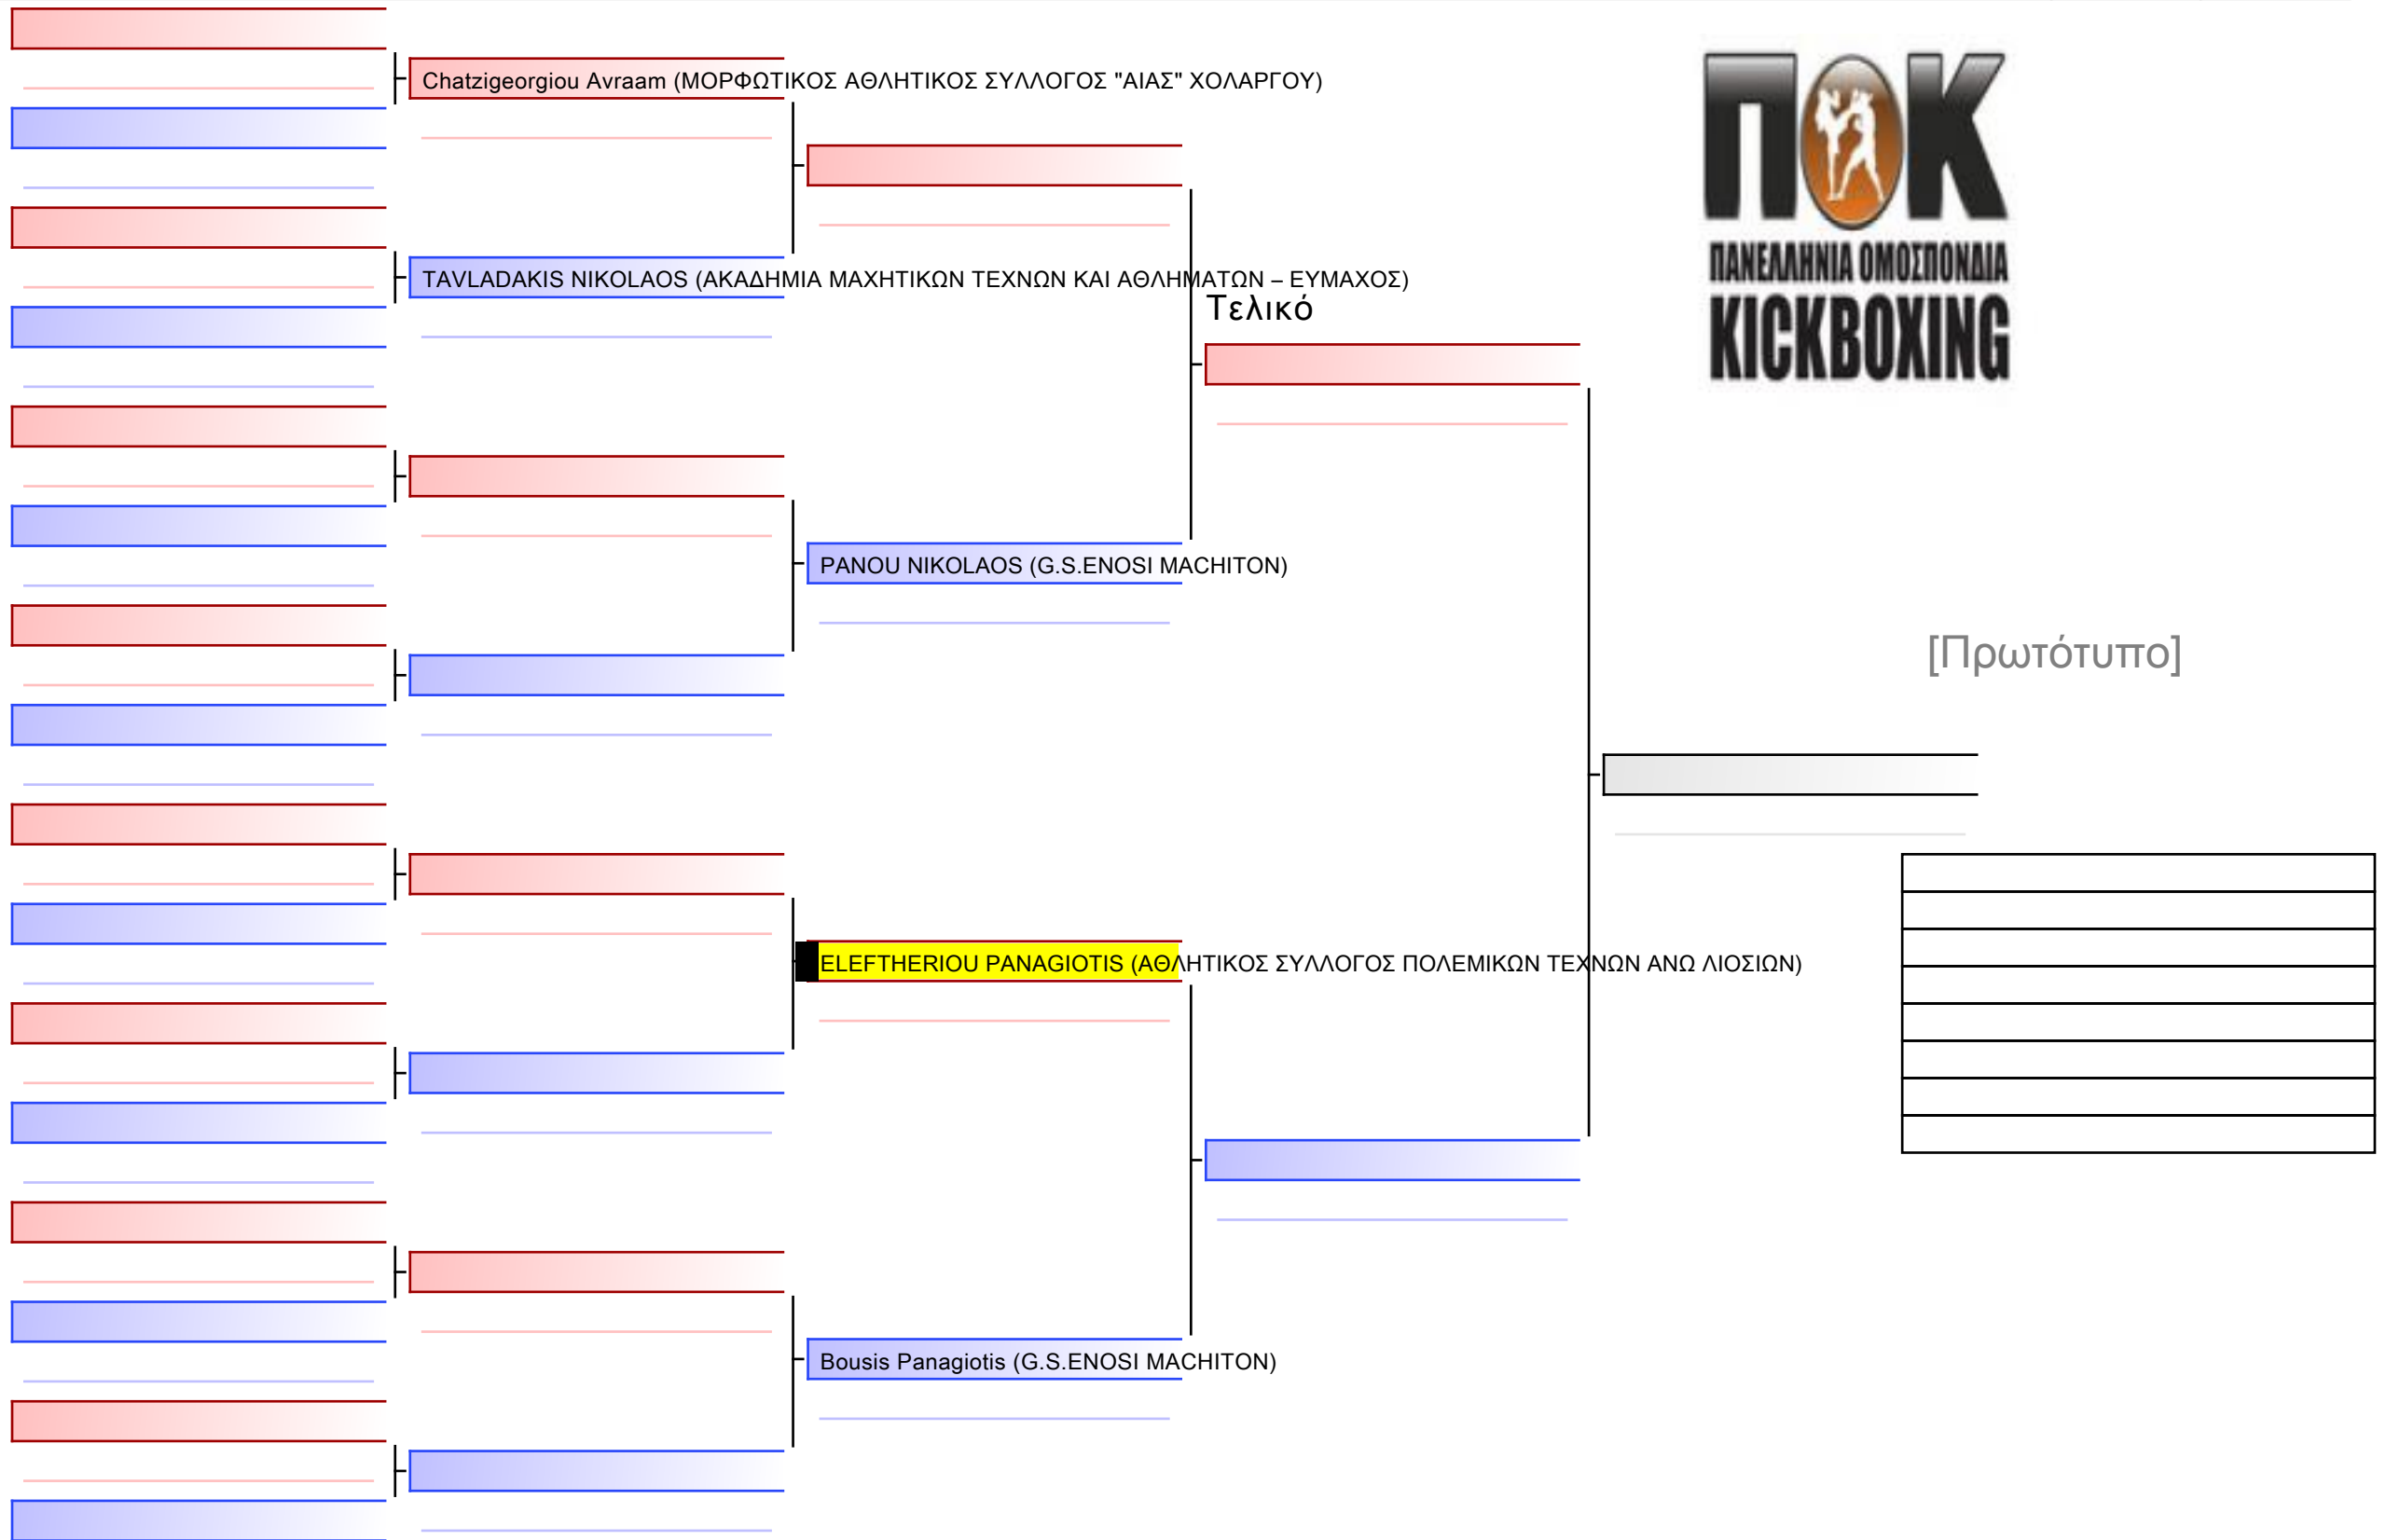 Chatzigeorgiou Avraam (ΜΟΡΦΩΤΙΚΟΣ ΑΘΛΗΤΙΚΟΣ ΣΥΛΛΟΓΟΣ "ΑΙΑΣ" ΧΟΛΑΡΓΟΥ)
ΠΟΚ
ΠΑΝΕΛΛΗΝΙΑ ΟΜΟΣΠΟΝΔΙΑ
KICKBOXING
TAVLADAKIS NIKOLAOS (ΑΚΑΔΗΜΙΑ ΜΑΧΗΤΙΚΩΝ ΤΕΧΝΩΝ ΚΑΙ ΑΘΛΗΜΑΤΩΝ – ΕΥΜΑΧΟΣ)
Τελικό
PANOU NIKOLAOS (G.S.ENOSI MACHITON)
[Πρωτότυπο]
ELEFTHERIOU PANAGIOTIS (ΑΘΛΗΤΙΚΟΣ ΣΥΛΛΟΓΟΣ ΠΟΛΕΜΙΚΩΝ ΤΕΧΝΩΝ ΑΝΩ ΛΙΟΣΙΩΝ)
Bousis Panagiotis (G.S.ENOSI MACHITON)